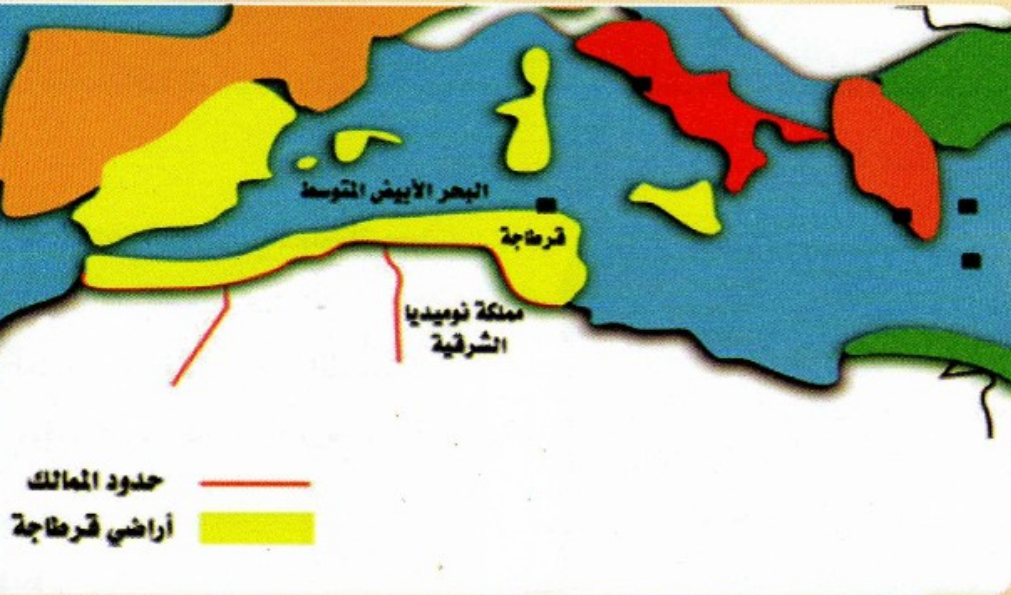 البحر الأبيض المتوسط
قرطاجة
مملكة نوميديا
الشرقية
حدود الممالك
أراضي قرطاجة